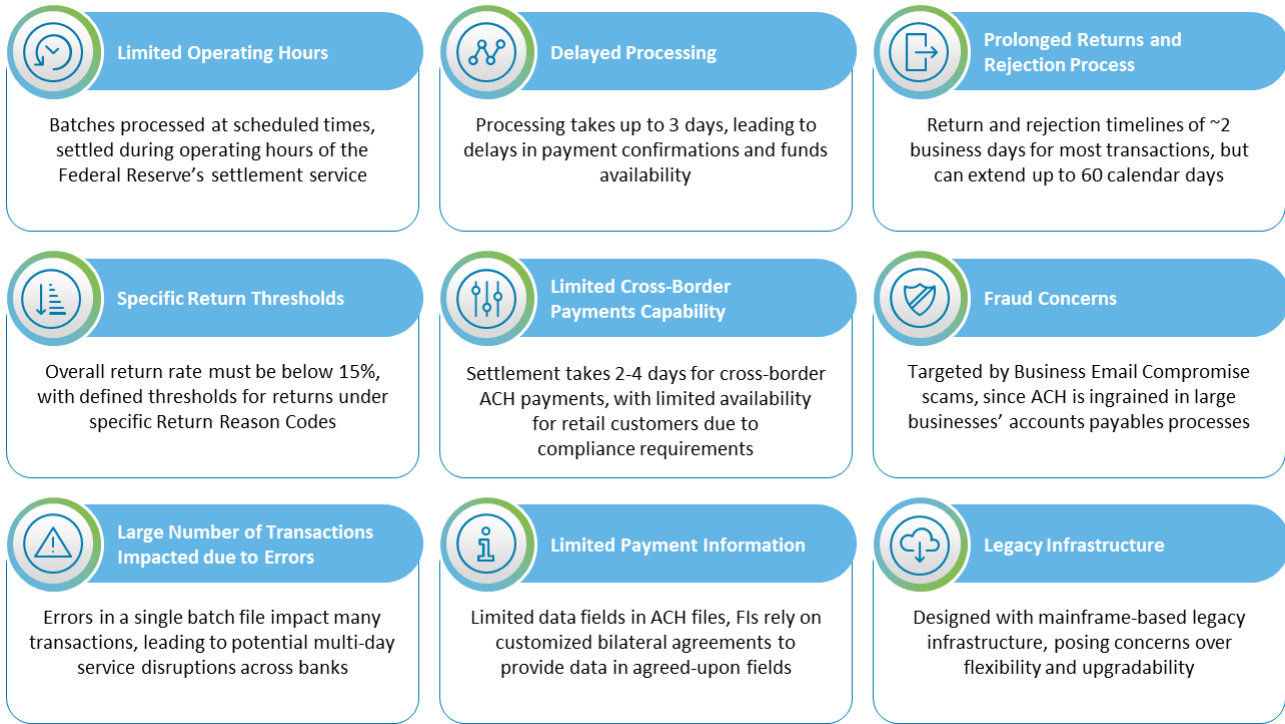 Limited Operating Hours
Batches processed at scheduled times,
settled during operating hours of the
Federal Reserve's settlement service
Delayed Processing
Processing takes up to 3 days, leading to
delays in payment confirmations and funds
availability
Prolonged Returns and
Rejection Process
Return and rejection timelines of ~2
business days for most transactions, but
can extend up to 60 calendar days
Specific Return Thresholds
Overall return rate must be below 15%,
with defined thresholds for returns under
specific Return Reason Codes
Limited Cross-Border
Payments Capability
Settlement takes 2-4 days for cross-border
ACH payments, with limited availability
for retail customers due to
compliance requirements
Fraud Concerns
Targeted by Business Email Compromise
scams, since ACH is ingrained in large
businesses' accounts payables processes
Large Number of Transactions
Impacted due to Errors
Errors in a single batch file impact many
transactions, leading to potential multi-day
service disruptions across banks
Limited Payment Information
Limited data fields in ACH files, FIs rely on
customized bilateral agreements to
provide data in agreed-upon fields
Legacy Infrastructure
Designed with mainframe-based legacy
infrastructure, posing concerns over
flexibility and upgradability